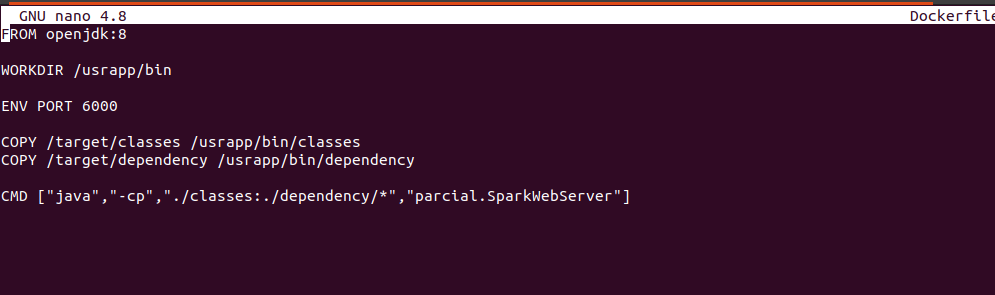 GNU nano 4.8 Dockerfile
FROM openjdk:8
WORKDIR /usrapp/bin
ENV PORT 6000
COPY /target/classes /usrapp/bin/classes
COPY /target/dependency /usrapp/bin/dependency
CMD ["java","-cp","./classes:./dependency/*","parcial.SparkWebServer"]